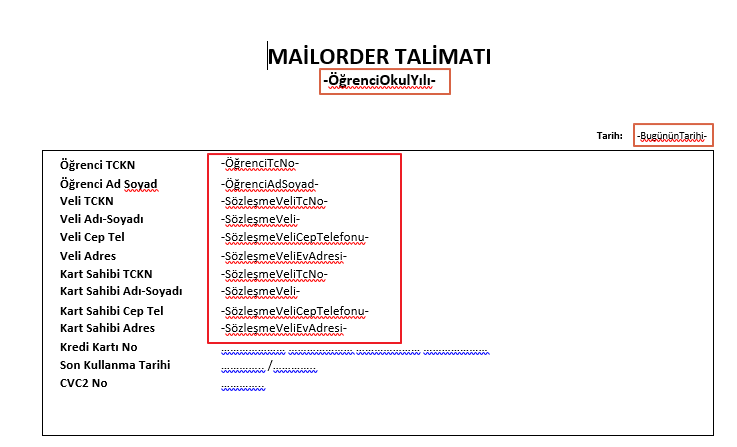 MAİLORDER TALİMATI
-ÖğrenciOkulYılı-
Tarih: -BugününTarihi-
Öğrenci TCKN -ÖğrenciTcNo-
Öğrenci Ad Soyad -ÖğrenciAdSoyad-
Veli TCKN -SözleşmeVeliTcNo-
Veli Adı-Soyadı -SözleşmeVeli-
Veli Cep Tel -SözleşmeVeliCepTelefonu-
Veli Adres -SözleşmeVeliEvAdresi-
Kart Sahibi TCKN -SözleşmeVeliTcNo-
Kart Sahibi Adı-Soyadı -SözleşmeVeli-
Kart Sahibi Cep Tel -SözleşmeVeliCepTelefonu-
Kart Sahibi Adres -SözleşmeVeliEvAdresi-
Kredi Kartı No ………………… ………………… ………………… …………………
Son Kullanma Tarihi ………….. /…………..
CVC2 No …………..